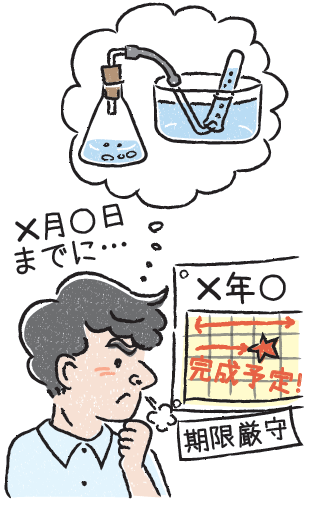 ×月○日
までに…
×年○
完成予定!
期限厳守